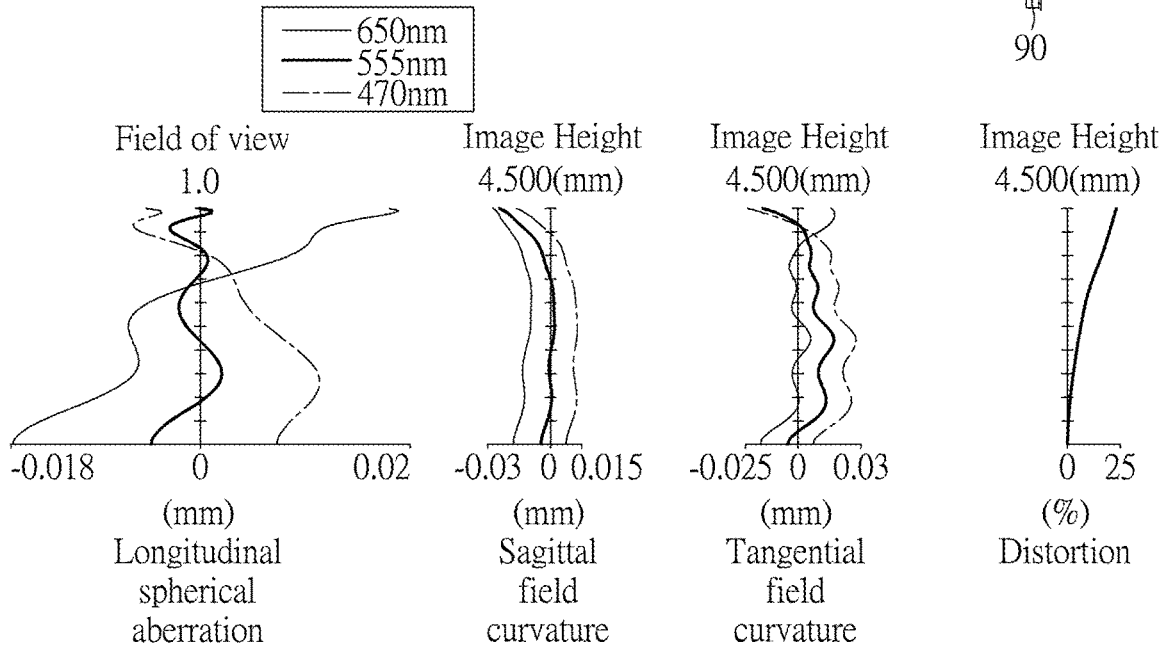 650nm
555nm
470nm
90
Field of view
1.0
-0.018 0 0.02
(mm)
Longitudinal
spherical
aberration
Image Height
4.500(mm)
-0.03 0 0.015
(mm)
Sagittal
field
curvature
Image Height
4.500(mm)
-0.025 0 0.03
(mm)
Tangential
field
curvature
Image Height
4.500(mm)
0 25
(%)
Distortion